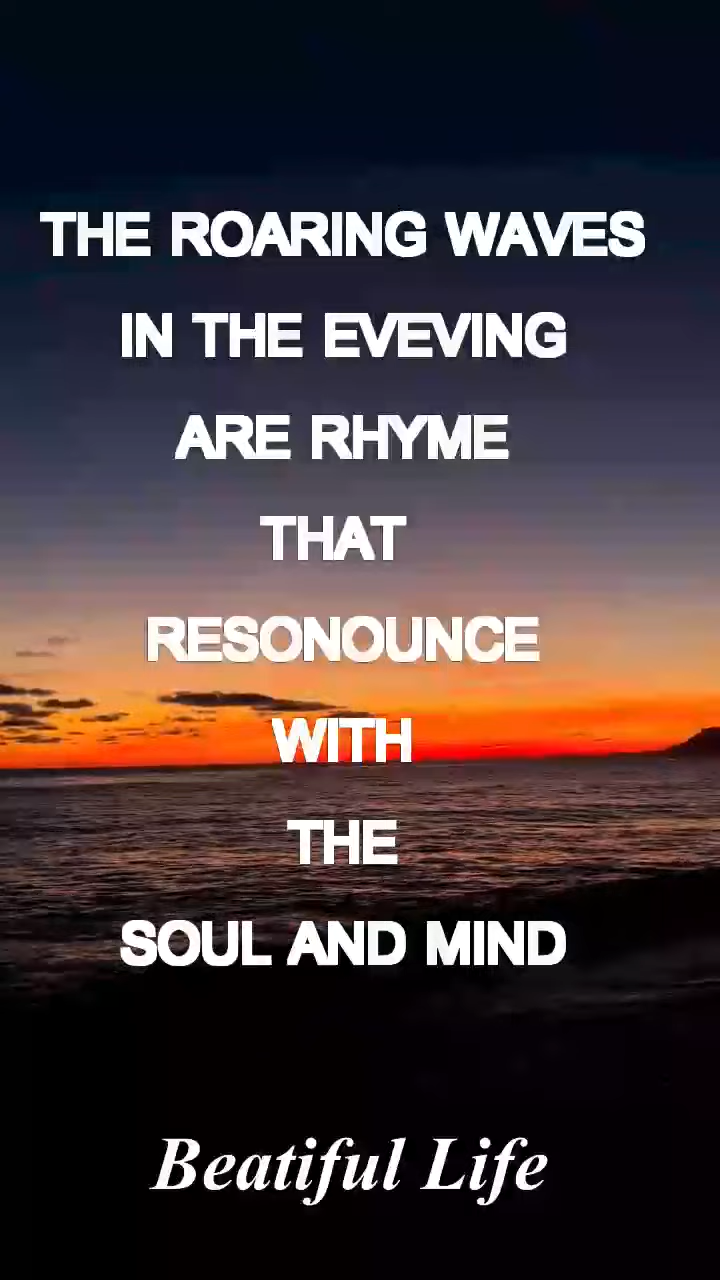 THE ROARING WAVES
IN THE EVEVING
ARE RHYME
THAT
RESONOUNCE
WITH
THE
SOUL AND MIND
Beatiful Life